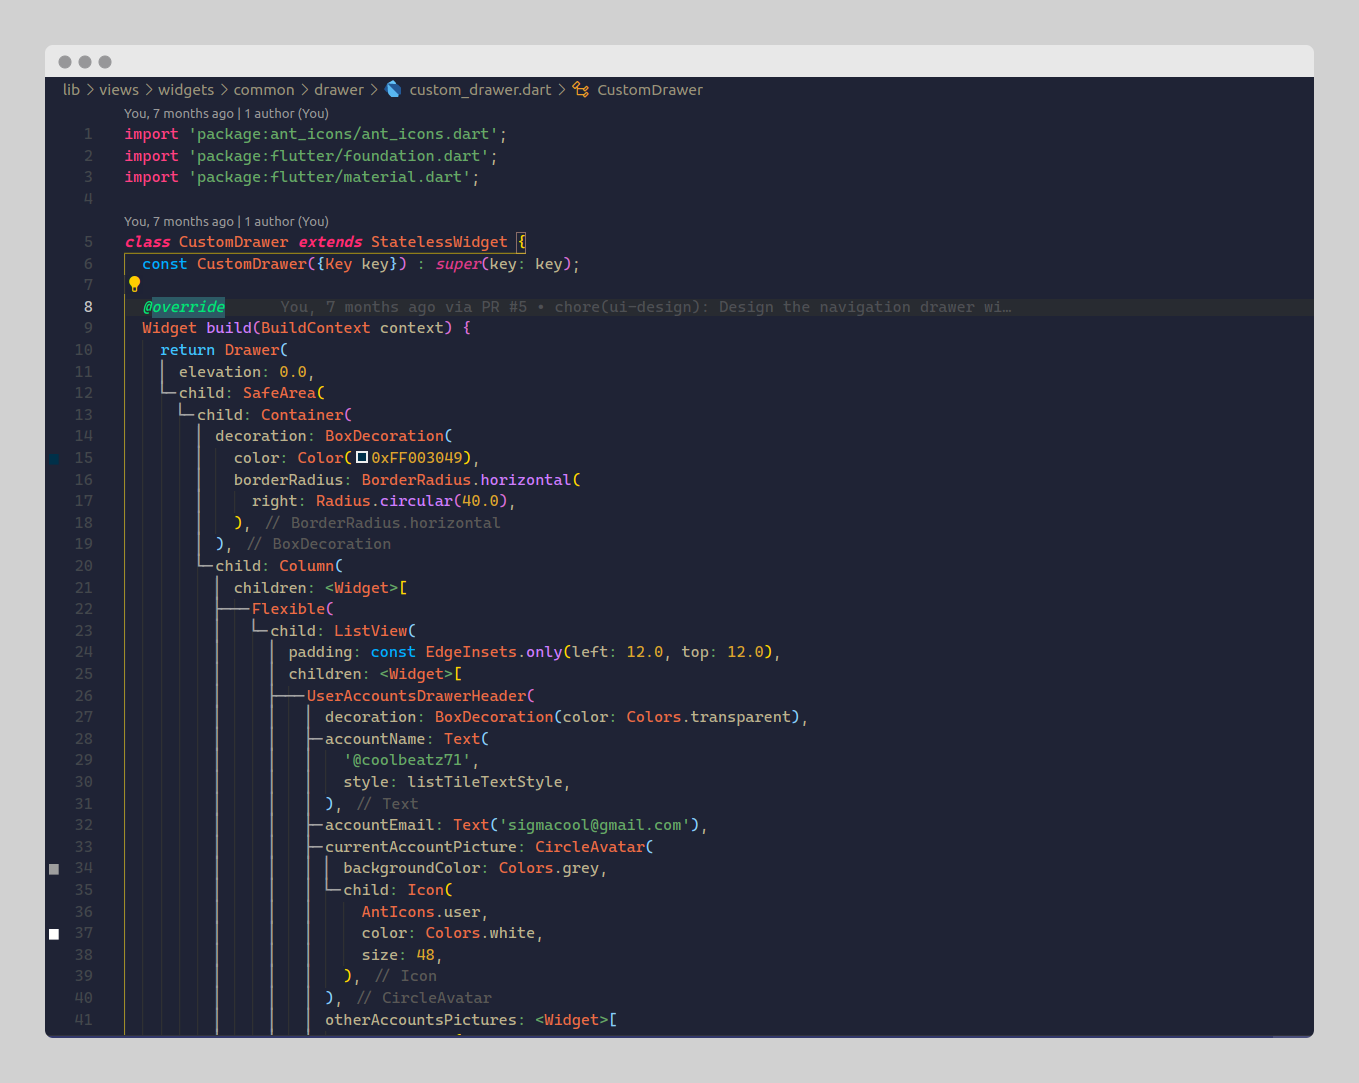 lib > views > widgets > common > drawer > custom_drawer.dart > CustomDrawer
You, 7 months ago | 1 author (You)
1 import 'package:ant_icons/ant_icons.dart';
2 import 'package:flutter/foundation.dart';
3 import 'package:flutter/material.dart';
4
You, 7 months ago | 1 author (You)
5 class CustomDrawer extends StatelessWidget {
6 const CustomDrawer({Key key}) : super(key: key);
7
8 @override You, 7 months ago via PR #5 • chore(ui-design): Design the navigation drawer wi…
9 Widget build(BuildContext context) {
10 return Drawer(
11 elevation: 0.0,
12 child: SafeArea(
13 child: Container(
14 decoration: BoxDecoration(
15 color: Color(0xFF003049),
16 borderRadius: BorderRadius.horizontal(
17 right: Radius.circular(40.0),
18 ), // BorderRadius.horizontal
19 ), // BoxDecoration
20 child: Column(
21 children: <Widget>[
22 Flexible(
23 child: ListView(
24 padding: const EdgeInsets.only(left: 12.0, top: 12.0),
25 children: <Widget>[
26 UserAccountsDrawerHeader(
27 decoration: BoxDecoration(color: Colors.transparent),
28 accountName: Text(
29 '@coolbeatz71',
30 style: listTileTextStyle,
31 ), // Text
32 accountEmail: Text('sigmacool@gmail.com'),
33 currentAccountPicture: CircleAvatar(
34 backgroundColor: Colors.grey,
35 child: Icon(
36 AntIcons.user,
37 color: Colors.white,
38 size: 48,
39 ), // Icon
40 ), // CircleAvatar
41 otherAccountsPictures: <Widget>[